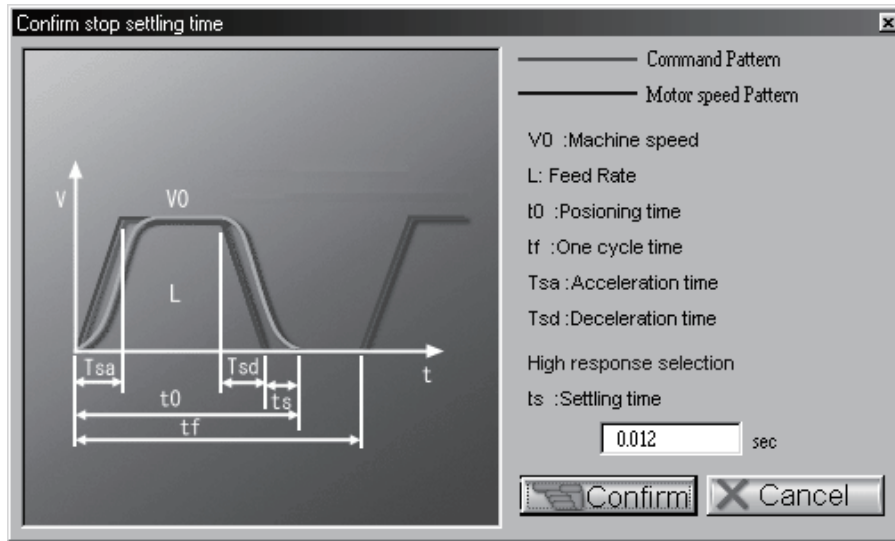 Confirm stop settling time
V
V0
L
Tsa
Tsd
t
t0
ts
tf
Command Pattern
Motor speed Pattern
V0 :Machine speed
L: Feed Rate
t0 :Posioning time
tf :One cycle time
Tsa :Acceleration time
Tsd :Deceleration time
High response selection
ts :Settling time
0.012 sec
Confirm
Cancel